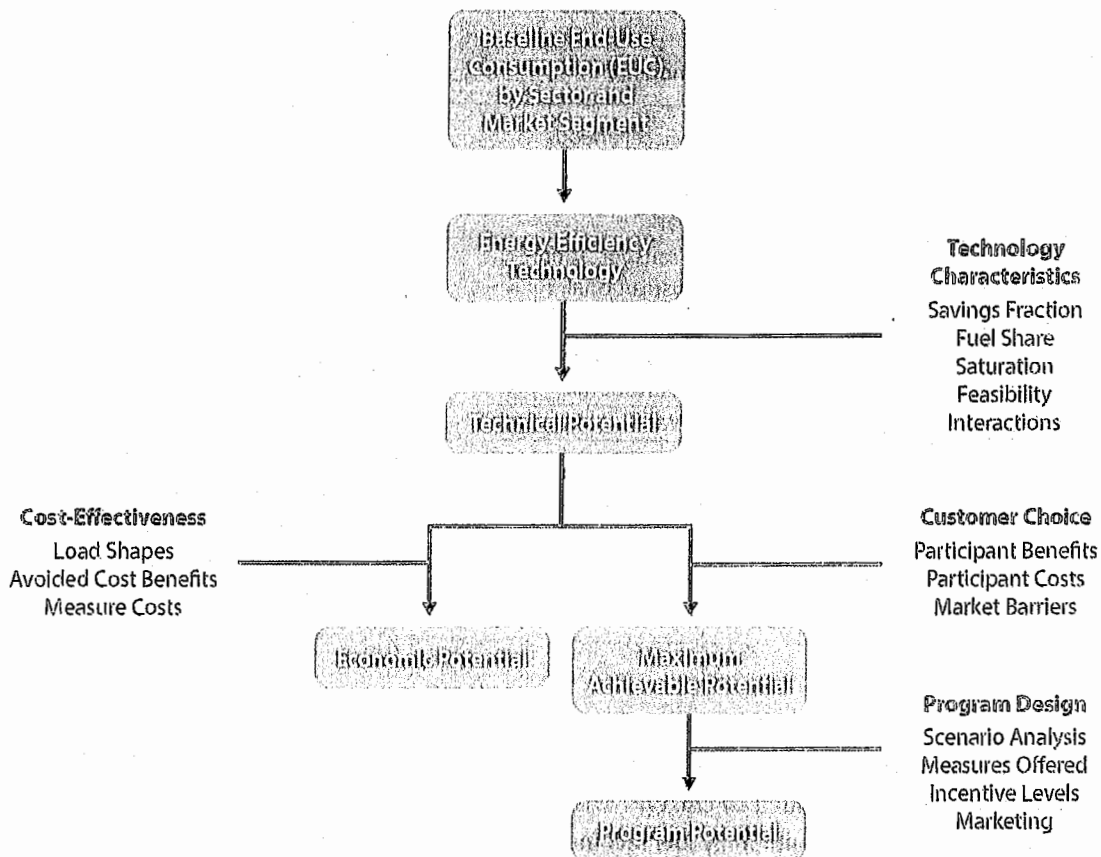 Baseline End-Use
Consumption (EUC)
by Sector and
Market Segment
Energy Efficiency
Technology
Technology
Characteristics
Savings Fraction
Fuel Share
Saturation
Feasibility
Interactions
Technical Potential
Cost-Effectiveness
Load Shapes
Avoided Cost Benefits
Measure Costs
Customer Choice
Participant Benefits
Participant Costs
Market Barriers
Economic Potential
Maximum
Achievable Potential
Program Design
Scenario Analysis
Measures Offered
Incentive Levels
Marketing
Program Potential